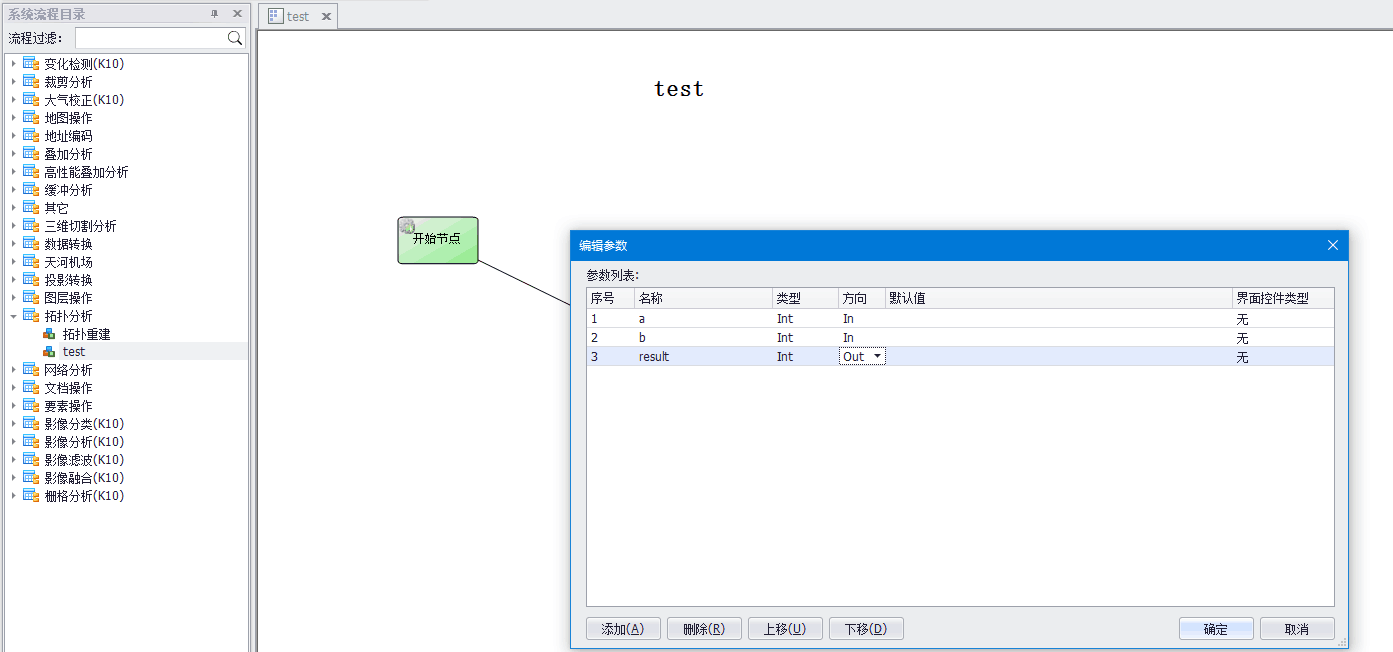 系统流程目录
流程过滤:
变化检测(K10)
裁剪分析
大气校正(K10)
地图操作
地址编码
叠加分析
高性能叠加分析
缓冲分析
其它
三维切割分析
数据转换
天河机场
投影转换
图层操作
拓扑分析
拓扑重建
test
网络分析
文档操作
要素操作
影像分类(K10)
影像分析(K10)
影像滤波(K10)
影像融合(K10)
栅格分析(K10)
test
test
开始节点
编辑参数
参数列表:
序号 名称 类型 方向 默认值 界面控件类型
1 a Int In 无
2 b Int In 无
3 result Int Out 无
添加(A) 删除(R) 上移(U) 下移(D) 确定 取消